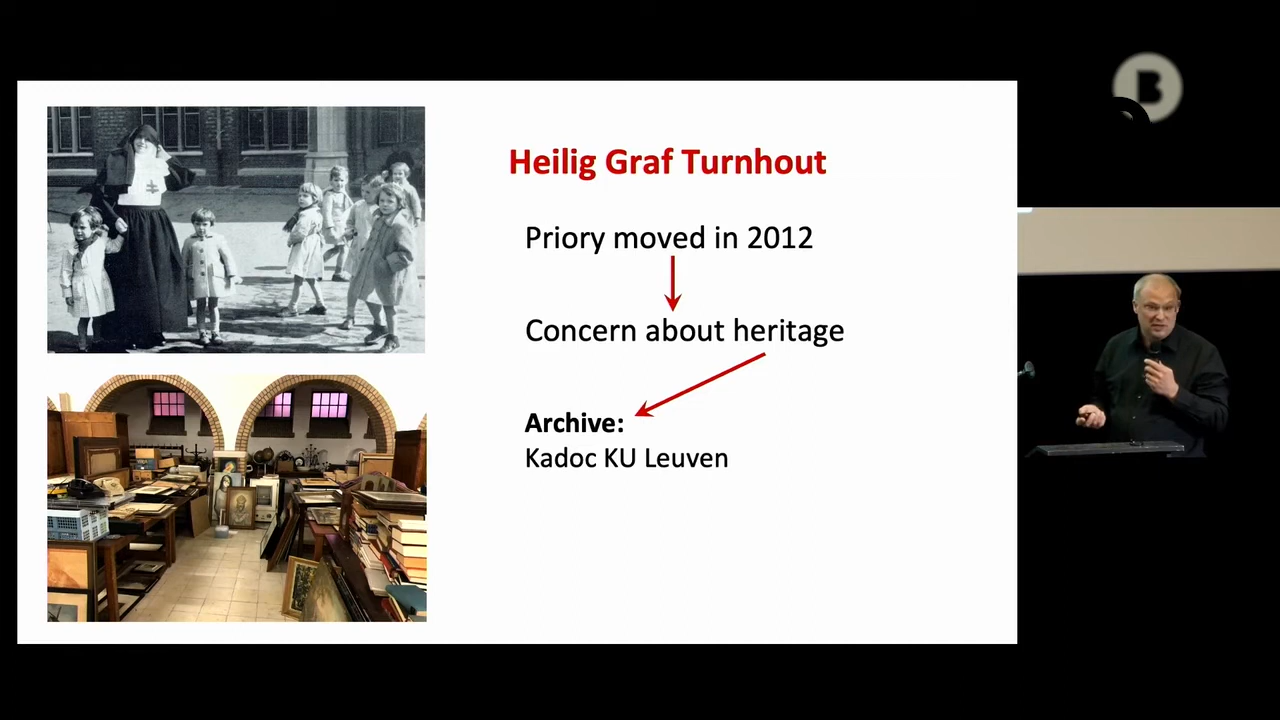 B
Heilig Graf Turnhout
Priory moved in 2012
Concern about heritage
Archive:
Kadoc KU Leuven